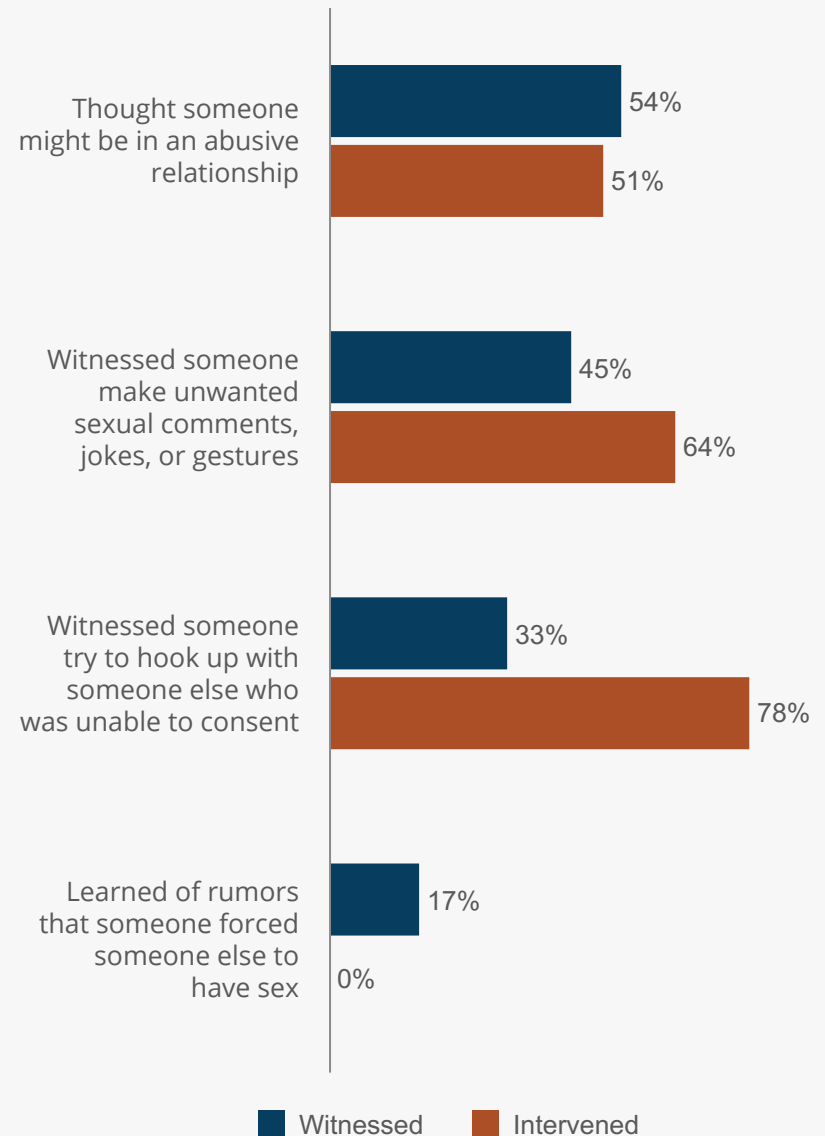 Thought someone
might be in an abusive
relationship
54%
51%
Witnessed someone
make unwanted
sexual comments,
jokes, or gestures
45%
64%
Witnessed someone
try to hook up with
someone else who
was unable to consent
33%
78%
Learned of rumors
that someone forced
someone else to
have sex
17%
0%
Witnessed Intervened